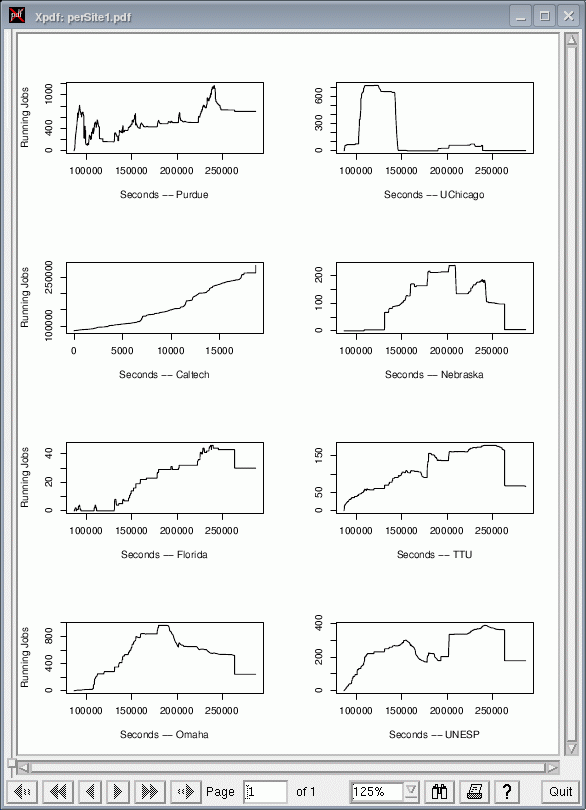 Xpdf: perSite1.pdf
Running Jobs
0 400 1000
100000 150000 200000 250000
Seconds -- Purdue
0 300 600
100000 150000 200000 250000
Seconds -- UChicago
Running Jobs
100000 250000
0 5000 10000 15000
Seconds -- Caltech
0 100 200
100000 150000 200000 250000
Seconds -- Nebraska
Running Jobs
0 20 40
100000 150000 200000 250000
Seconds -- Florida
0 50 150
100000 150000 200000 250000
Seconds -- TTU
Running Jobs
0 400 800
100000 150000 200000 250000
Seconds -- Omaha
0 200 400
100000 150000 200000 250000
Seconds -- UNESP
Page 1 of 1 125% ? Quit